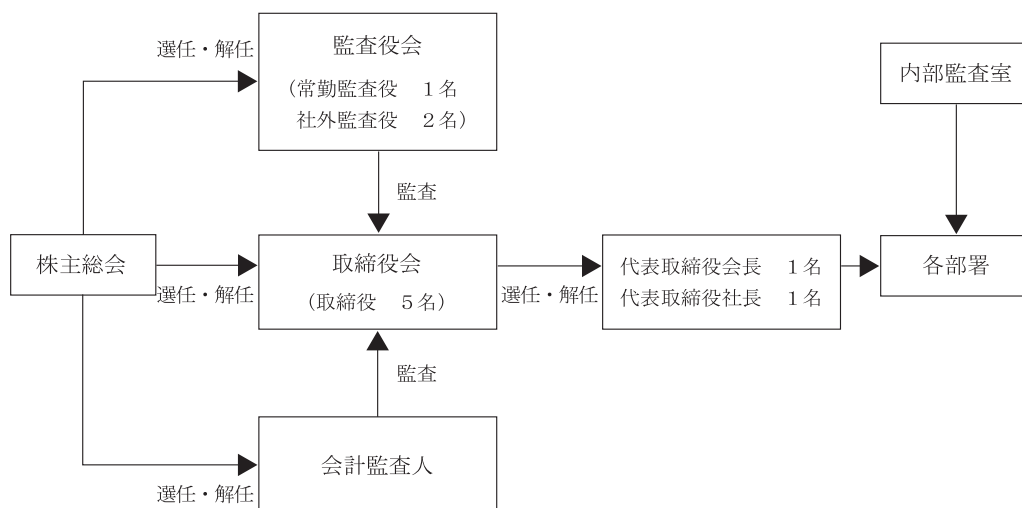 選任・解任
監査役会
(常勤監査役　１名
社外監査役　２名)
内部監査室
監査
株主総会
選任・解任
取締役会
(取締役　５名)
選任・解任
代表取締役会長　１名
代表取締役社長　１名
各部署
監査
会計監査人
選任・解任